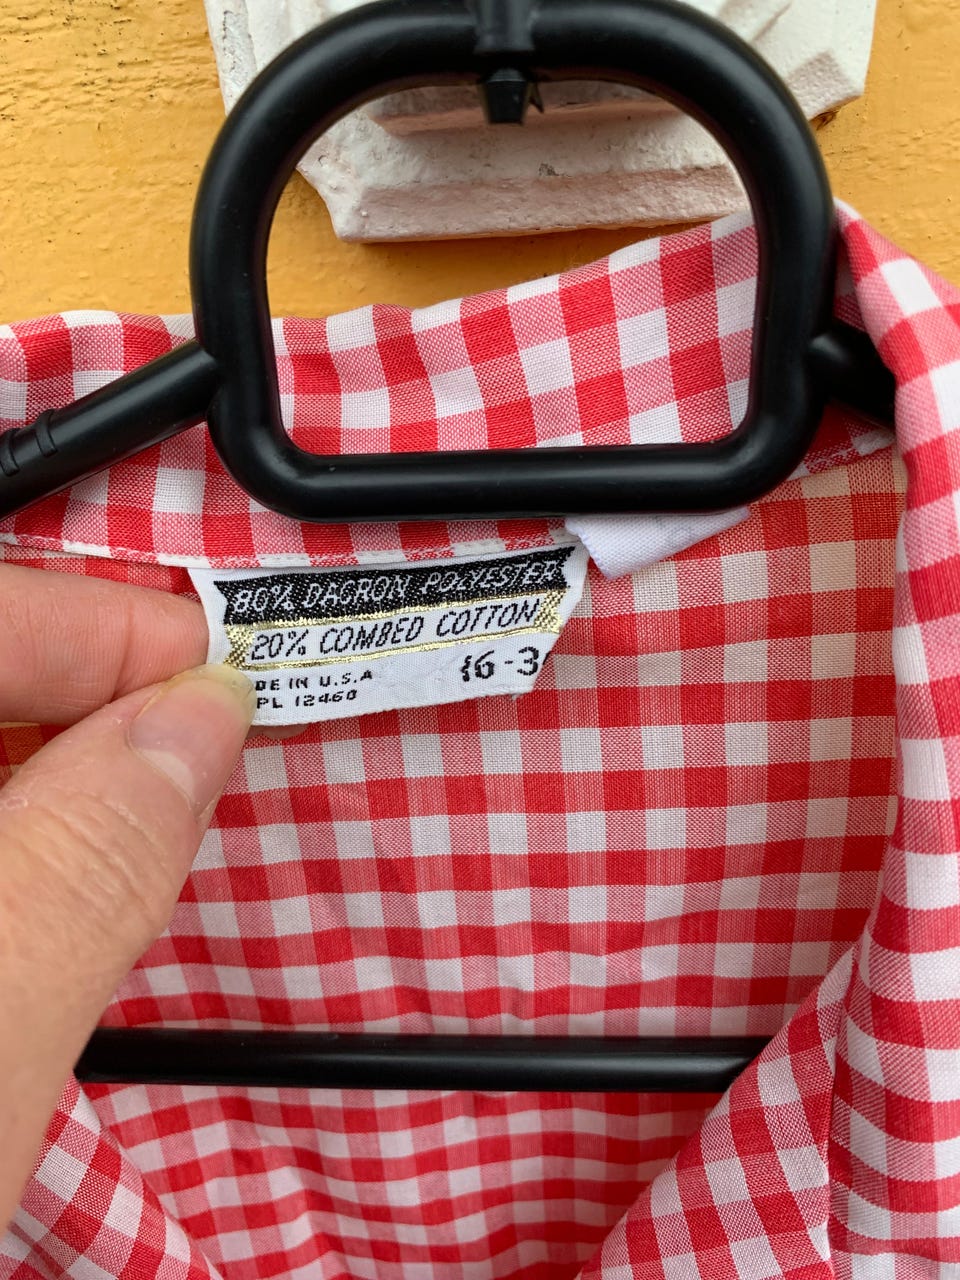 80% DACRON POLYESTER
20% COMBED COTTON
16-3
DE IN U.S.A
PL 12460